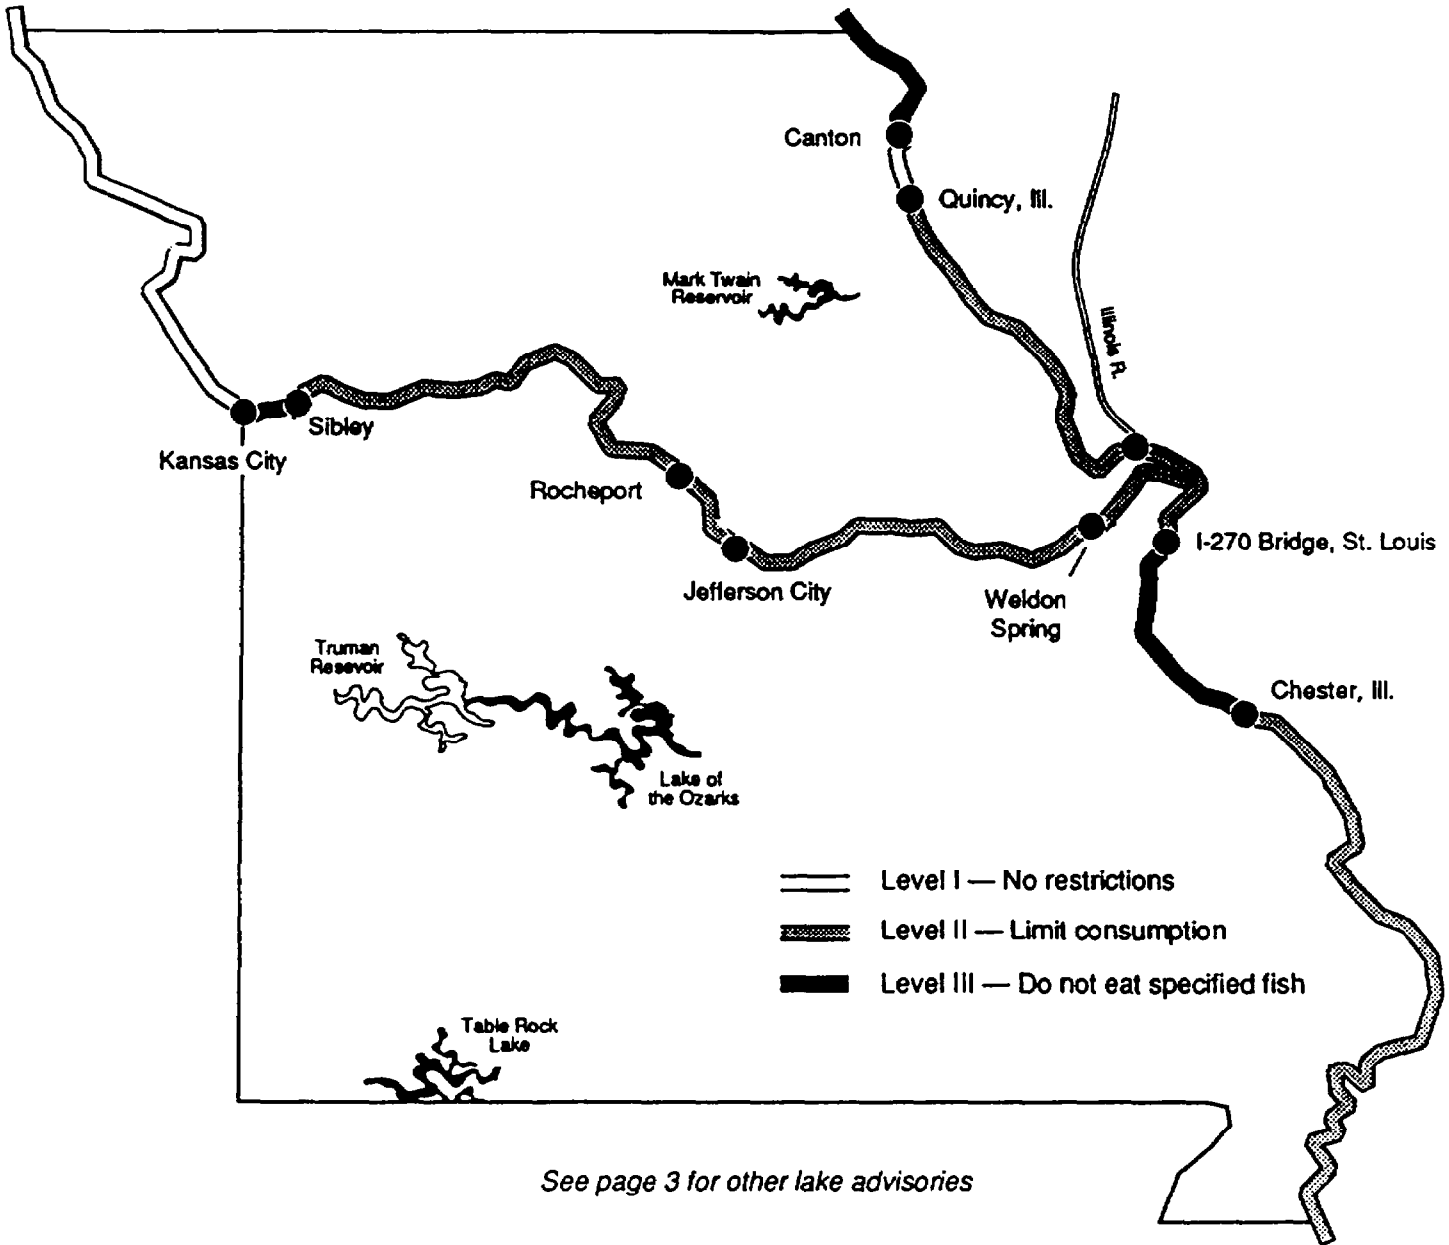 Canton
Quincy, Ill.
Mark Twain
Reservoir
Illinois R.
Sibley
Kansas City
Rocheport
I-270 Bridge, St. Louis
Jefferson City
Weldon
Spring
Truman
Resevoir
Chester, Ill.
Lake of
the Ozarks
Level I — No restrictions
Level II — Limit consumption
Level III — Do not eat specified fish
Table Rock
Lake
See page 3 for other lake advisories